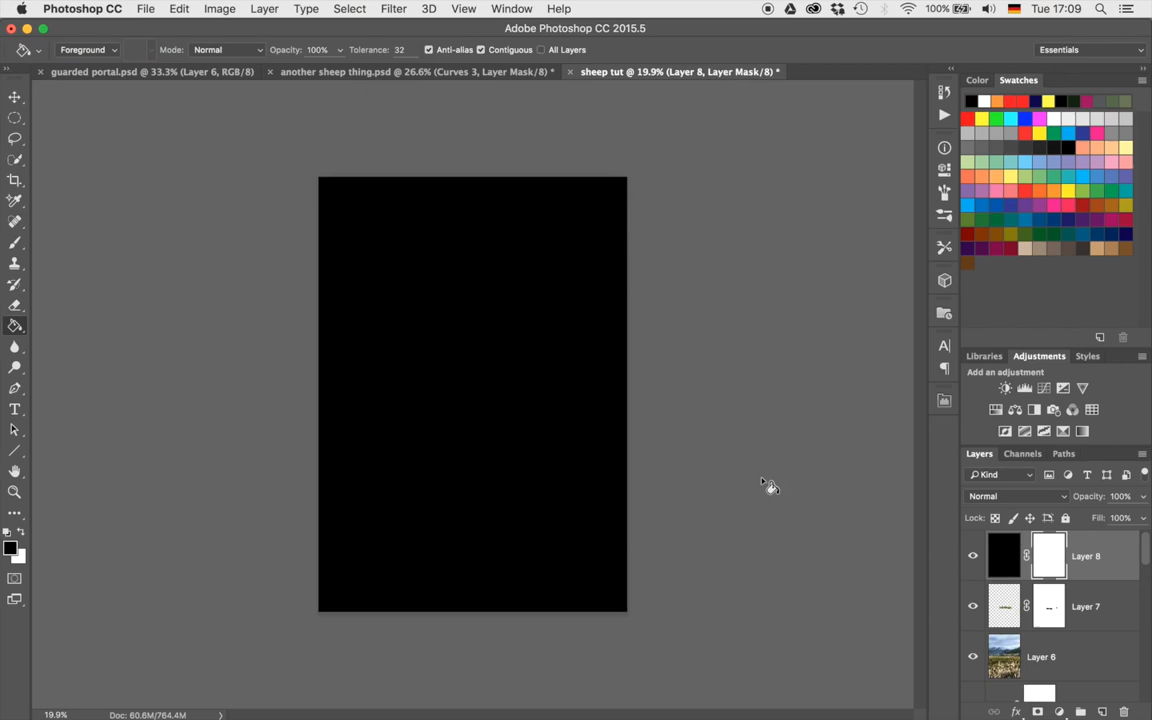 Photoshop CC File Edit Image Layer Type Select Filter 3D View Window Help 100% Tue 17:09
Adobe Photoshop CC 2015.5
Foreground Mode: Normal Opacity: 100% Tolerance: 32 Anti-alias Contiguous All Layers Essentials
guarded portal.psd @ 33.3% (Layer 6, RGB/8) another sheep thing.psd @ 26.6% (Curves 3, Layer Mask/8) * sheep tut @ 19.9% (Layer 8, Layer Mask/8) *
Color Swatches
Libraries Adjustments Styles
Add an adjustment
Layers Channels Paths
Kind
Normal Opacity: 100%
Lock: Fill: 100%
Layer 8
Layer 7
Layer 6
19.9% Doc: 60.6M/764.4M